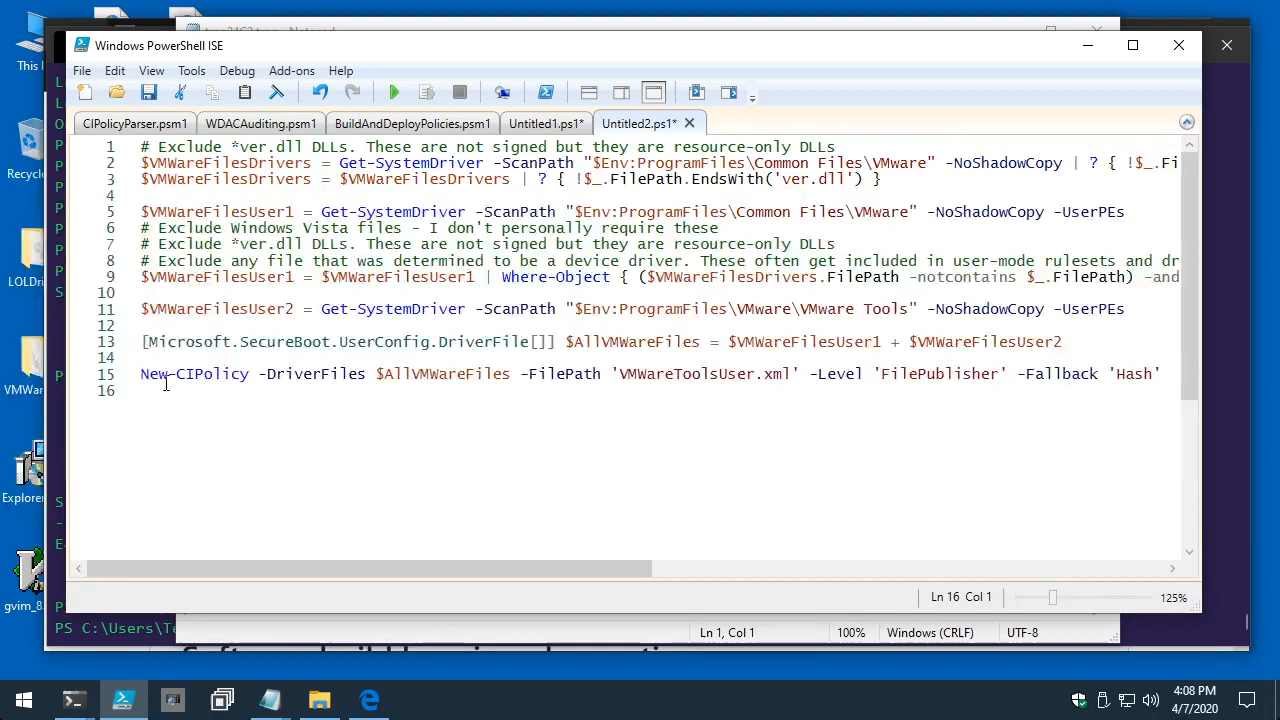 This
Recycle
LOLDri
VMWar
Explorer
gvim_8
Windows PowerShell ISE
File Edit View Tools Debug Add-ons Help
CIPolicyParser.psm1 WDACAuditing.psm1 BuildAndDeployPolicies.psm1 Untitled1.ps1* Untitled2.ps1*
1 # Exclude *ver.dll DLLs. These are not signed but they are resource-only DLLs
2 $VMWareFilesDrivers = Get-SystemDriver -ScanPath "$Env:ProgramFiles\Common Files\VMware" -NoShadowCopy | ? { !$_.Fi
3 $VMWareFilesDrivers = $VMWareFilesDrivers | ? { !$_.FilePath.EndsWith('ver.dll') }
4
5 $VMWareFilesUser1 = Get-SystemDriver -ScanPath "$Env:ProgramFiles\Common Files\VMware" -NoShadowCopy -UserPEs
6 # Exclude Windows Vista files - I don't personally require these
7 # Exclude *ver.dll DLLs. These are not signed but they are resource-only DLLs
8 # Exclude any file that was determined to be a device driver. These often get included in user-mode rulesets and dr
9 $VMWareFilesUser1 = $VMWareFilesUser1 | Where-Object { ($VMWareFilesDrivers.FilePath -notcontains $_.FilePath) -and
10
11 $VMWareFilesUser2 = Get-SystemDriver -ScanPath "$Env:ProgramFiles\VMware\VMware Tools" -NoShadowCopy -UserPEs
12
13 [Microsoft.SecureBoot.UserConfig.DriverFile[]] $AllVMWareFiles = $VMWareFilesUser1 + $VMWareFilesUser2
14
15 New-CIPolicy -DriverFiles $AllVMWareFiles -FilePath 'VMWareToolsUser.xml' -Level 'FilePublisher' -Fallback 'Hash'
16
Ln 16 Col 1 125%
PS C:\Users\Te
Ln 1, Col 1 100% Windows (CRLF) UTF-8
4:08 PM
4/7/2020